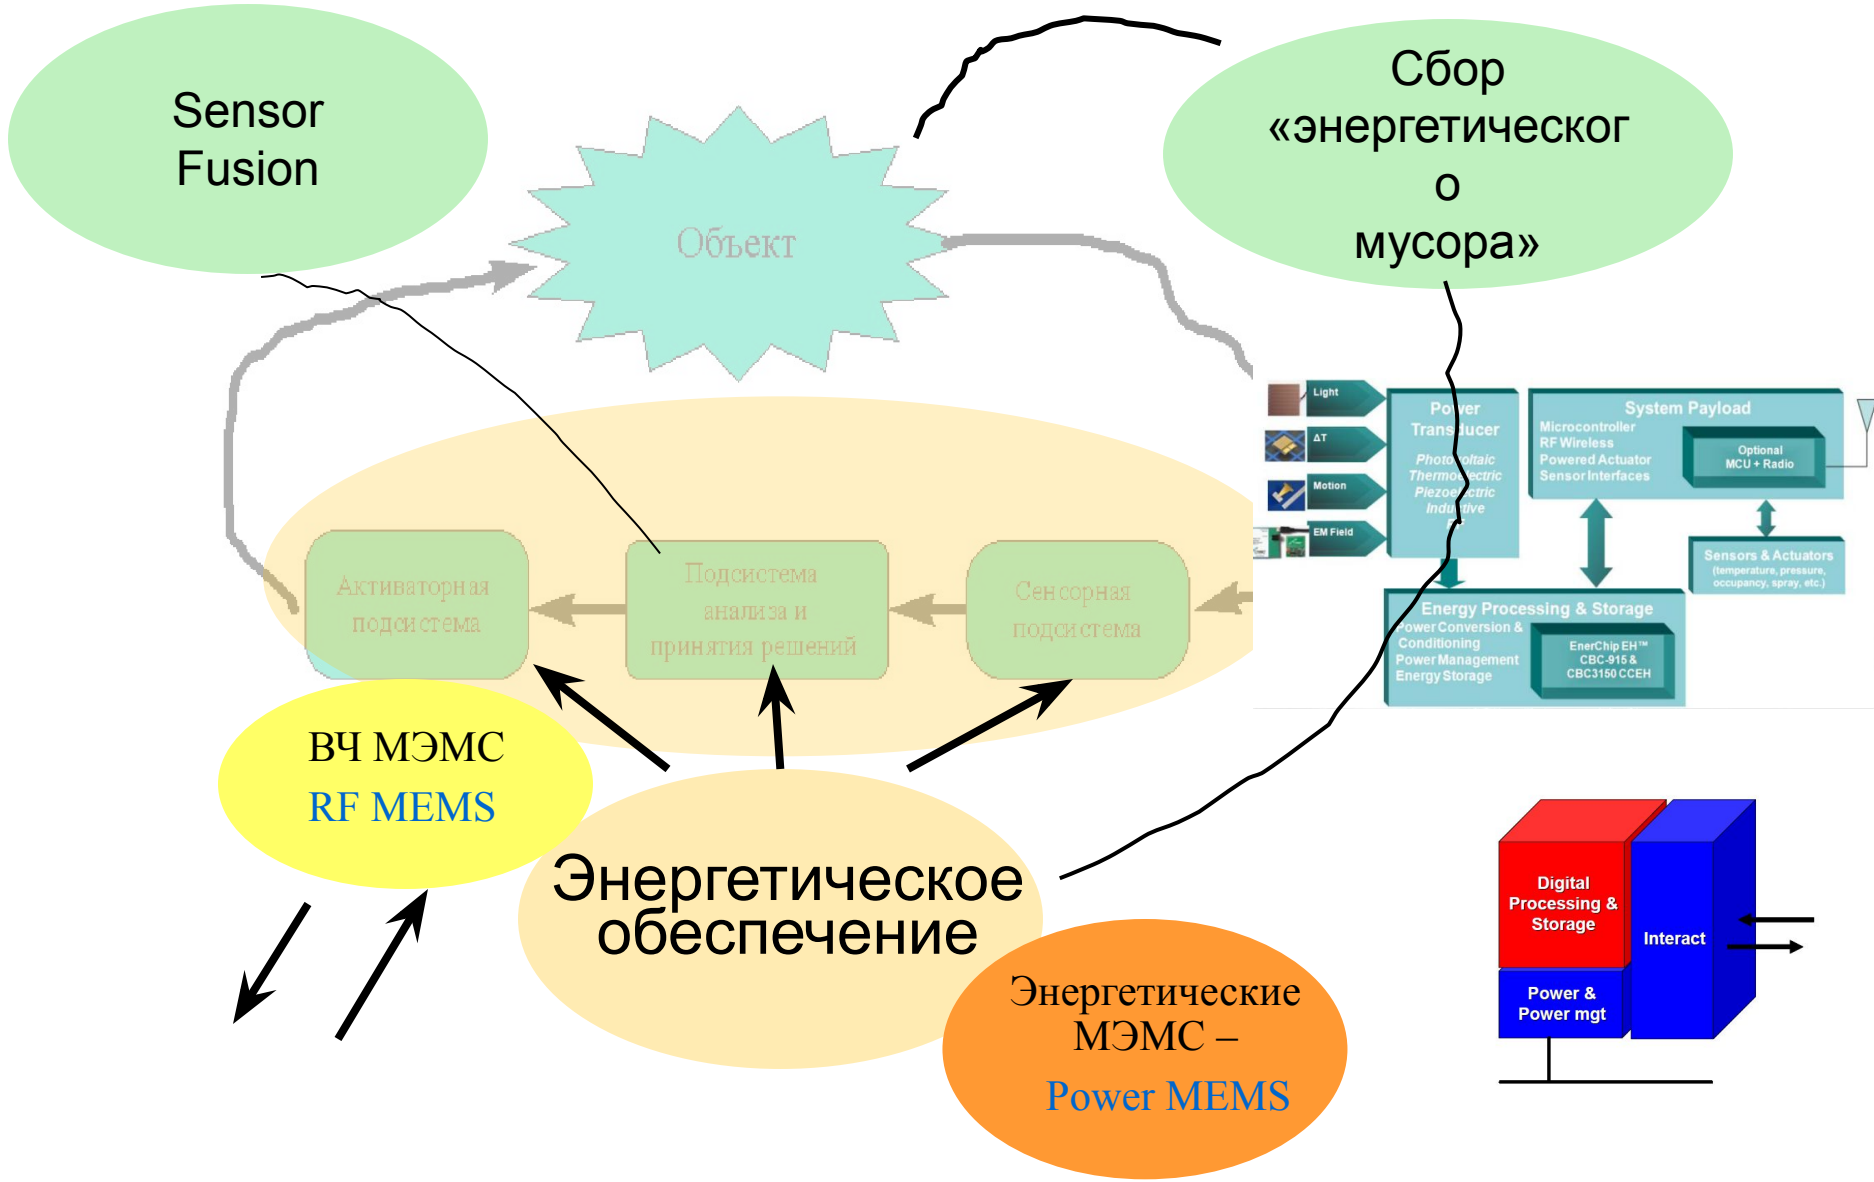 Sensor
Fusion
Сбор
«энергетическог
о
мусора»
Объект
Light
ΔT
Motion
EM Field
Power
Transducer
Photovoltaic
Thermoelectric
Piezoelectric
Inductive
System Payload
Microcontroller
RF Wireless
Powered Actuator
Sensor Interfaces
Optional
MCU + Radio
Sensors & Actuators
(temperature, pressure,
occupancy, spray, etc.)
Energy Processing & Storage
Power Conversion &
Conditioning
Power Management
Energy Storage
EnerChip EH™
CBC-915 &
CBC3150 CCEH
Активаторная
подсистема
Подсистема
анализа и
принятия решений
Сенсорная
подсистема
ВЧ МЭМС
RF MEMS
Энергетическое
обеспечение
Энергетические
МЭМС –
Power MEMS
Digital
Processing &
Storage
Interact
Power &
Power mgt